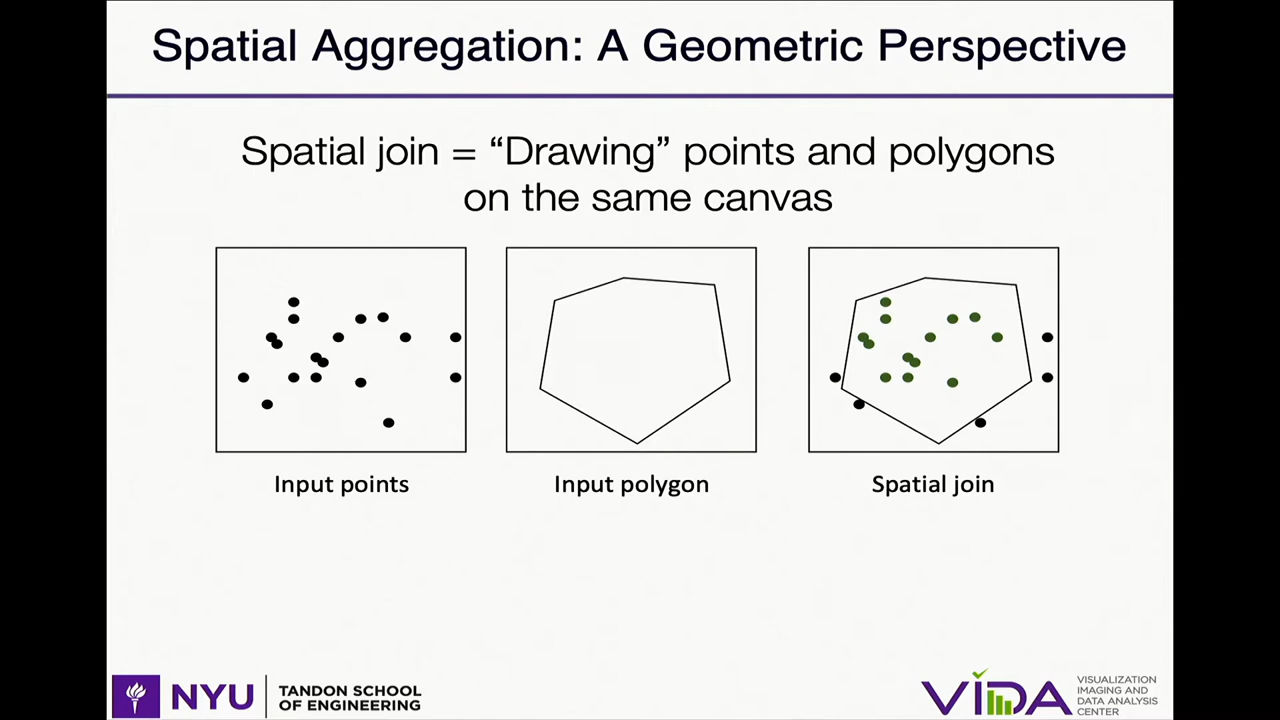 Spatial Aggregation: A Geometric Perspective
Spatial join = “Drawing” points and polygons
on the same canvas
Input points
Input polygon
Spatial join
NYU
TANDON SCHOOL
OF ENGINEERING
VIDA
VISUALIZATION
IMAGING AND
DATA ANALYSIS
CENTER